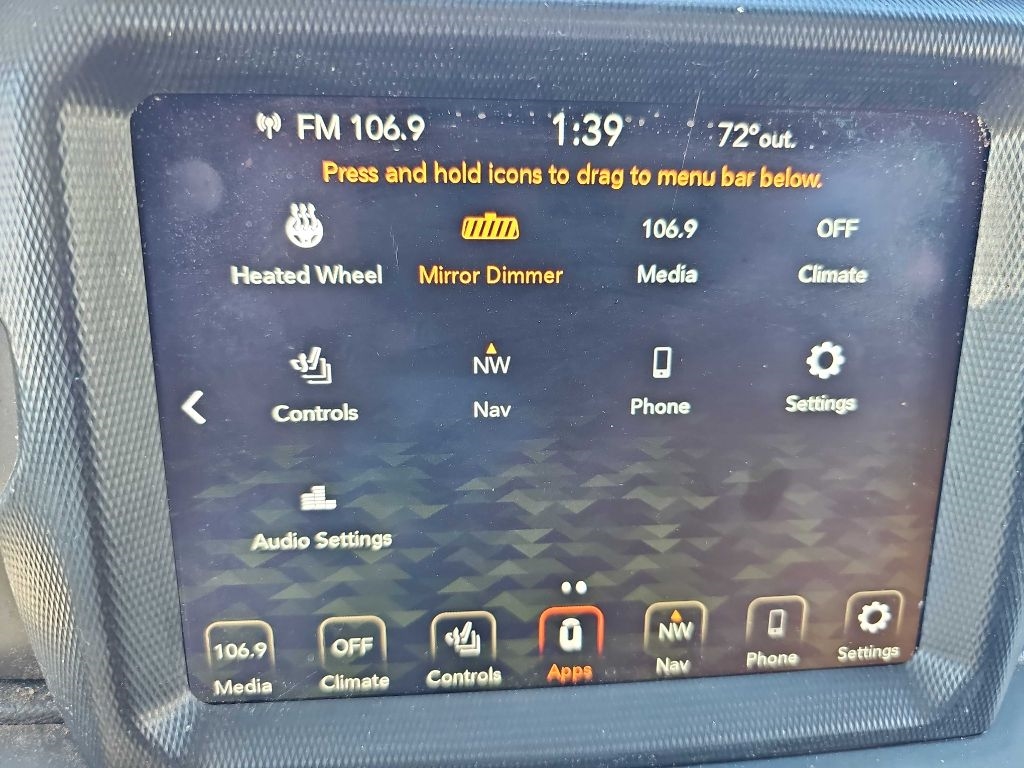 FM 106.9 1:39 72° out.
Press and hold icons to drag to menu bar below.
106.9 OFF
Heated Wheel Mirror Dimmer Media Climate
NW
Controls Nav Phone Settings
Audio Settings
106.9 OFF NW
Media Climate Controls Apps Nav Phone Settings